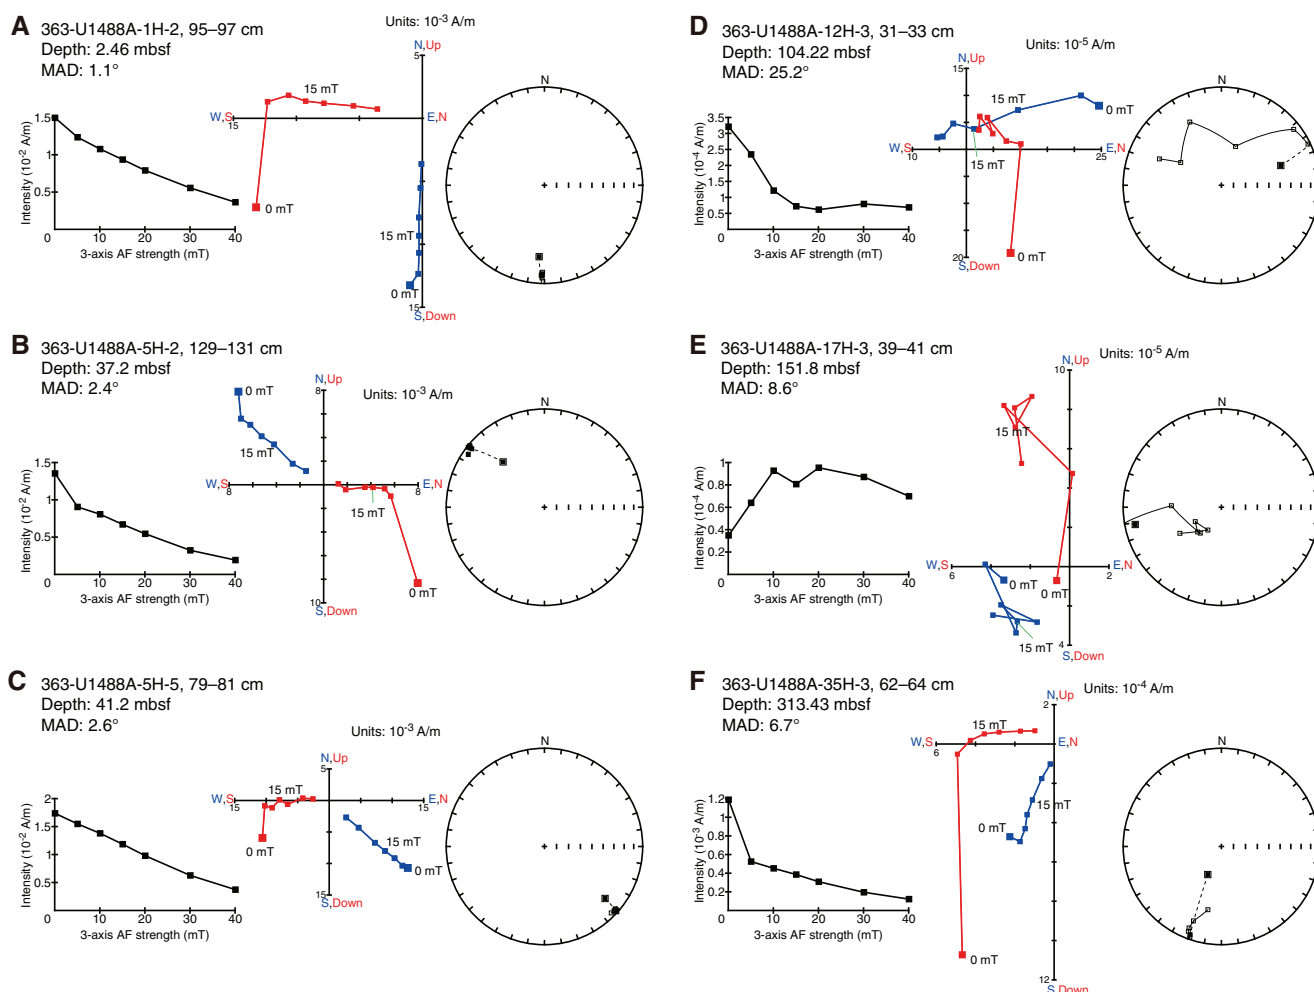 A
363-U1488A-1H-2, 95–97 cm
Depth: 2.46 mbsf
MAD: 1.1°
Units: 10-3 A/m
N,Up
5
15 mT
W,S
15
E,N
0 mT
15 mT
0 mT
15
S,Down
N
1.5
1
0.5
0
10
20
30
40
Intensity (10-2 A/m)
3-axis AF strength (mT)
B
363-U1488A-5H-2, 129–131 cm
Depth: 37.2 mbsf
MAD: 2.4°
Units: 10-3 A/m
N,Up
8
0 mT
15 mT
W,S
8
E,N
8
15 mT
0 mT
10
S,Down
N
1.5
1
0.5
0
10
20
30
40
Intensity (10-2 A/m)
3-axis AF strength (mT)
C
363-U1488A-5H-5, 79–81 cm
Depth: 41.2 mbsf
MAD: 2.6°
Units: 10-3 A/m
N,Up
5
15 mT
W,S
15
E,N
15
0 mT
15 mT
0 mT
15
S,Down
N
2
1.5
1
0.5
0
10
20
30
40
Intensity (10-2 A/m)
3-axis AF strength (mT)
D
363-U1488A-12H-3, 31–33 cm
Depth: 104.22 mbsf
MAD: 25.2°
Units: 10-5 A/m
N,Up
15
15 mT
0 mT
W,S
10
E,N
25
15 mT
0 mT
20
S,Down
N
3.5
3
2.5
2
1.5
1
0.5
0
10
20
30
40
Intensity (10-4 A/m)
3-axis AF strength (mT)
E
363-U1488A-17H-3, 39–41 cm
Depth: 151.8 mbsf
MAD: 8.6°
Units: 10-5 A/m
N,Up
10
15 mT
W,S
6
E,N
2
0 mT
0 mT
15 mT
4
S,Down
N
1
0.8
0.6
0.4
0.2
0
10
20
30
40
Intensity (10-4 A/m)
3-axis AF strength (mT)
F
363-U1488A-35H-3, 62–64 cm
Depth: 313.43 mbsf
MAD: 6.7°
Units: 10-4 A/m
N,Up
2
15 mT
W,S
6
E,N
15 mT
0 mT
0 mT
12
S,Down
N
1.2
1
0.8
0.6
0.4
0.2
0
10
20
30
40
Intensity (10-3 A/m)
3-axis AF strength (mT)